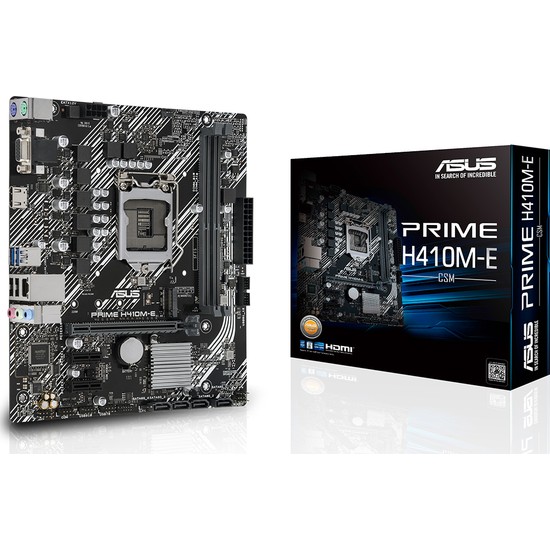 ASUS
PRIME H410M-E
ASUS
IN SEARCH OF INCREDIBLE
PRIME
H410M-E
CSM
HDMI
PRIME H410M-E
CSM
ASUS
IN SEARCH OF INCREDIBLE